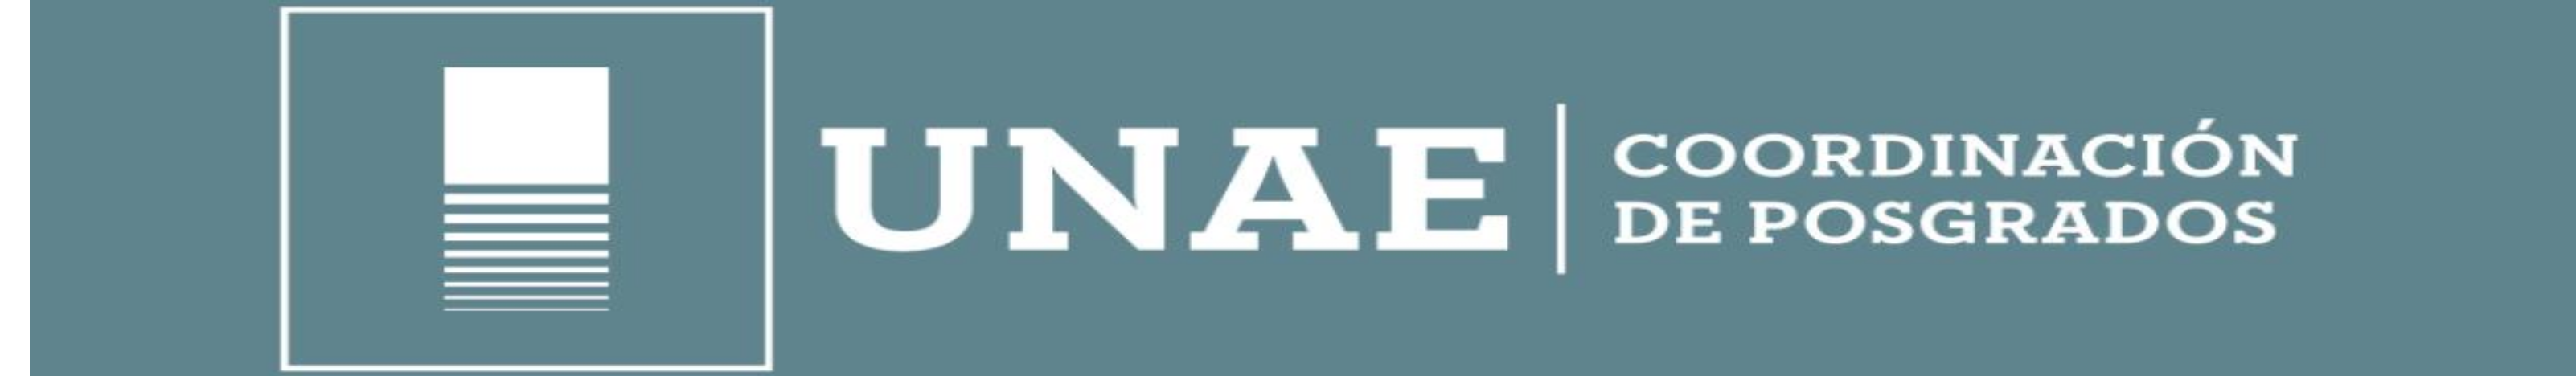 UNAE
COORDINACIÓN
DE POSGRADOS